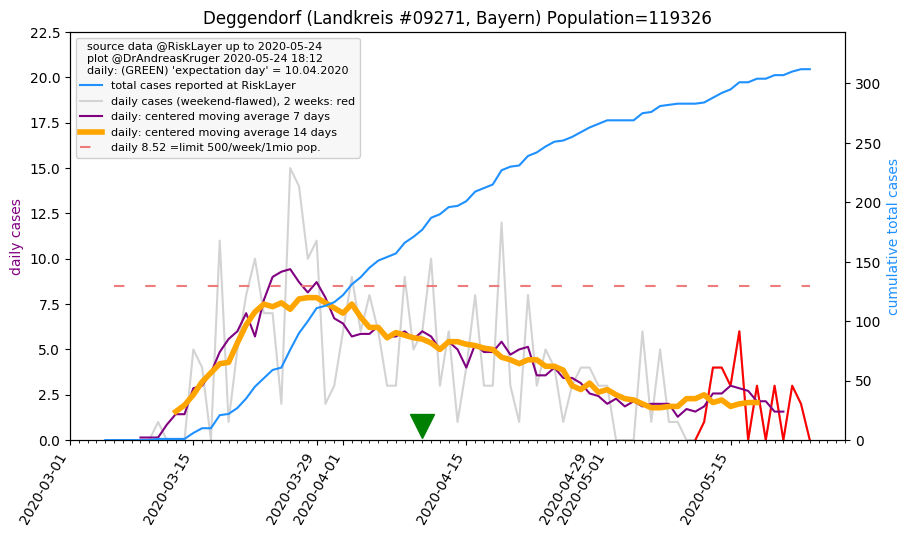 Deggendorf (Landkreis #09271, Bayern) Population=119326
source data @RiskLayer up to 2020-05-24
plot @DrAndreasKruger 2020-05-24 18:12
daily: (GREEN) 'expectation day' = 10.04.2020
total cases reported at RiskLayer
daily cases (weekend-flawed), 2 weeks: red
daily: centered moving average 7 days
daily: centered moving average 14 days
daily 8.52 =limit 500/week/1mio pop.
daily cases
22.5
20.0
17.5
15.0
12.5
10.0
7.5
5.0
2.5
0.0
cumulative total cases
300
250
200
150
100
50
0
2020-03-01
2020-03-15
2020-03-29
2020-04-01
2020-04-15
2020-04-29
2020-05-01
2020-05-15